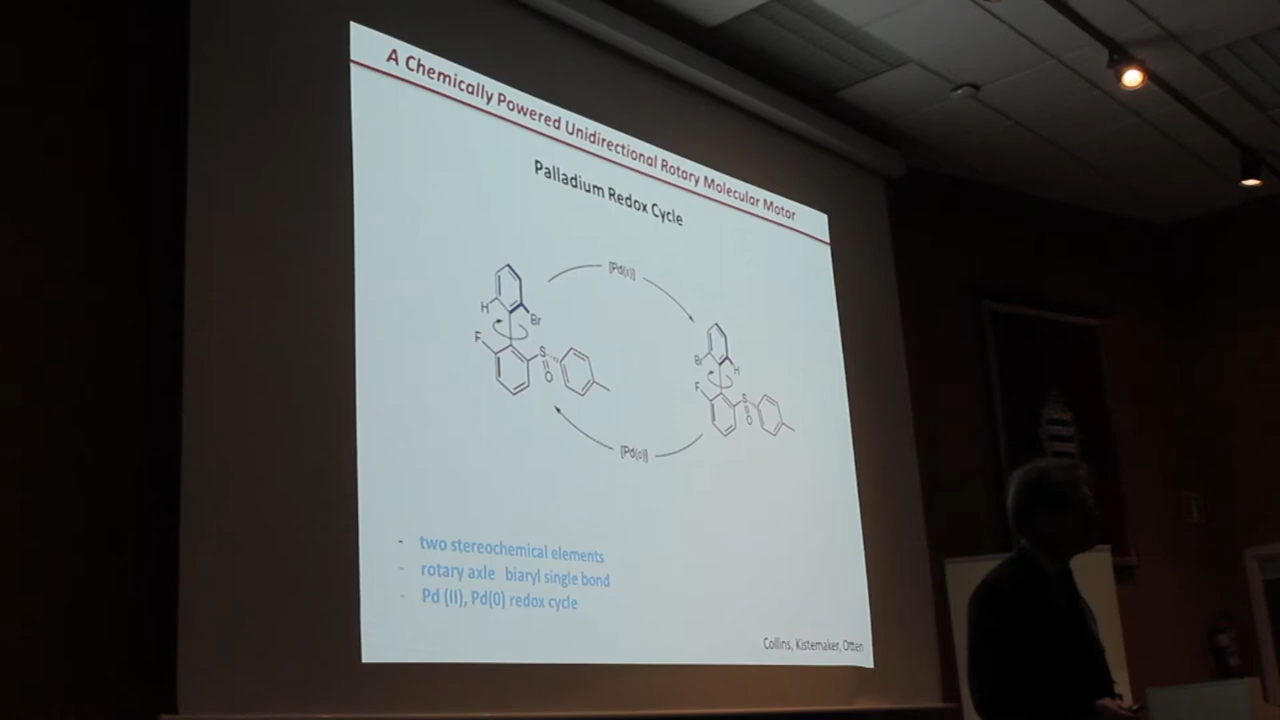 A Chemically Powered Unidirectional Rotary Molecular Motor
Palladium Redox Cycle
[Pd(II)]
H
Br
F
S
O
Br
H
F
S
O
[Pd(0)]
- two stereochemical elements
- rotary axle biaryl single bond
- Pd (II), Pd(0) redox cycle
Collins, Kistemaker, Otten